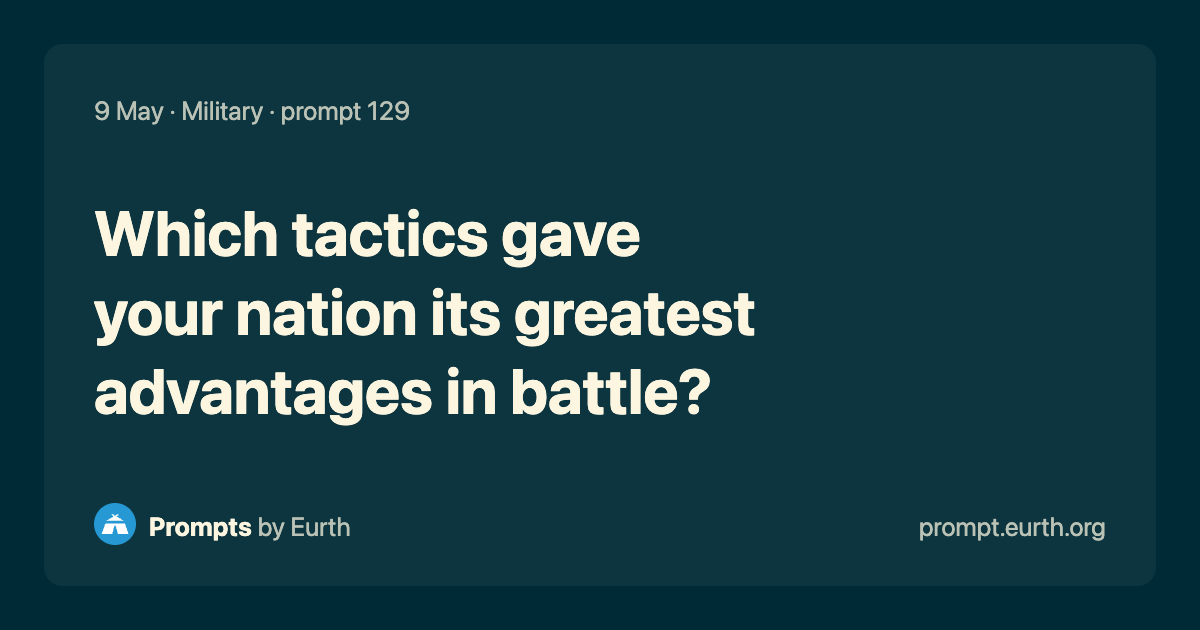 9 May · Military · prompt 129
Which tactics gave
your nation its greatest
advantages in battle?
Prompts by Eurth
prompt.eurth.org